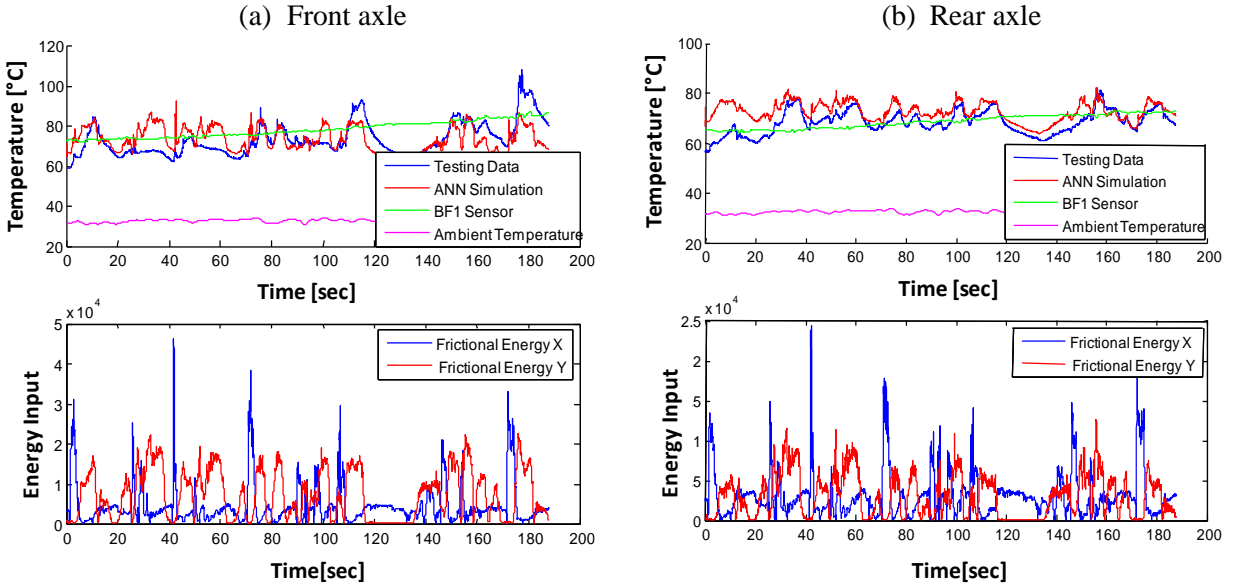 (a) Front axle
Temperature [°C]
120
100
80
60
40
20
0 20 40 60 80 100 120 140 160 180 200
Time [sec]
Testing Data
ANN Simulation
BF1 Sensor
Ambient Temperature
(b) Rear axle
Temperature [°C]
100
80
60
40
20
0 20 40 60 80 100 120 140 160 180 200
Time [sec]
Testing Data
ANN Simulation
BF1 Sensor
Ambient Temperature
x 10^4
Energy Input
5
4
3
2
1
0
0 20 40 60 80 100 120 140 160 180 200
Time[sec]
Frictional Energy X
Frictional Energy Y
x 10^4
Energy Input
2.5
2
1.5
1
0.5
0
0 20 40 60 80 100 120 140 160 180 200
Time[sec]
Frictional Energy X
Frictional Energy Y